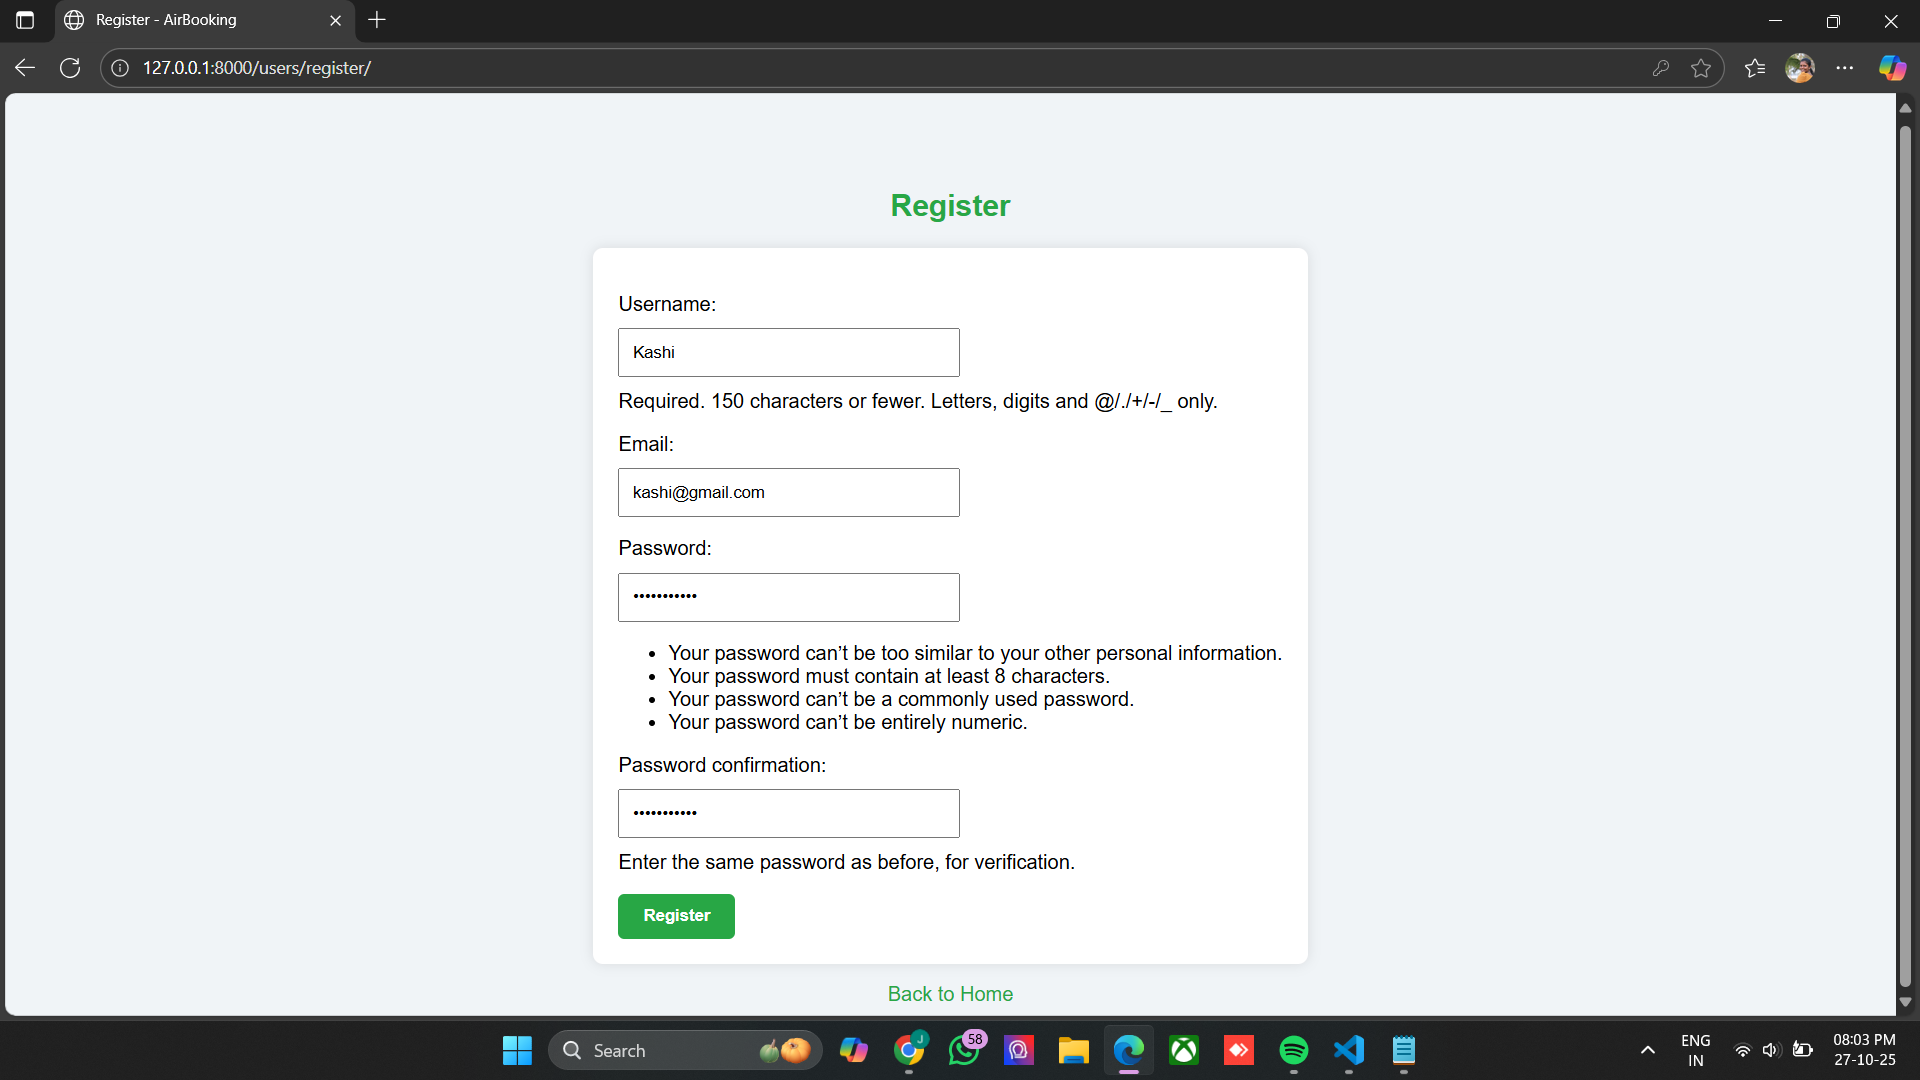 Register - AirBooking
127.0.0.1:8000/users/register/
Register
Username:
Kashi
Required. 150 characters or fewer. Letters, digits and @/./+/-/_ only.
Email:
kashi@gmail.com
Password:
•••••••••••
• Your password can’t be too similar to your other personal information.
• Your password must contain at least 8 characters.
• Your password can’t be a commonly used password.
• Your password can’t be entirely numeric.
Password confirmation:
•••••••••••
Enter the same password as before, for verification.
Register
Back to Home
Search
J
58
ENG
IN
08:03 PM
27-10-25